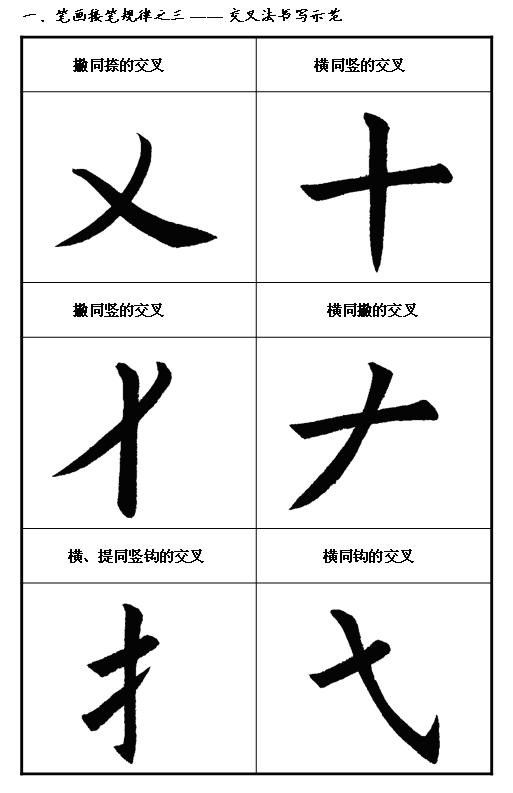 一．笔画接笔规律之三——交叉法书写示范
撇同捺的交叉 横同竖的交叉
㐅 十
撇同竖的交叉 横同撇的交叉
丬 𠂇
横、提同竖钩的交叉 横同钩的交叉
扌 弋